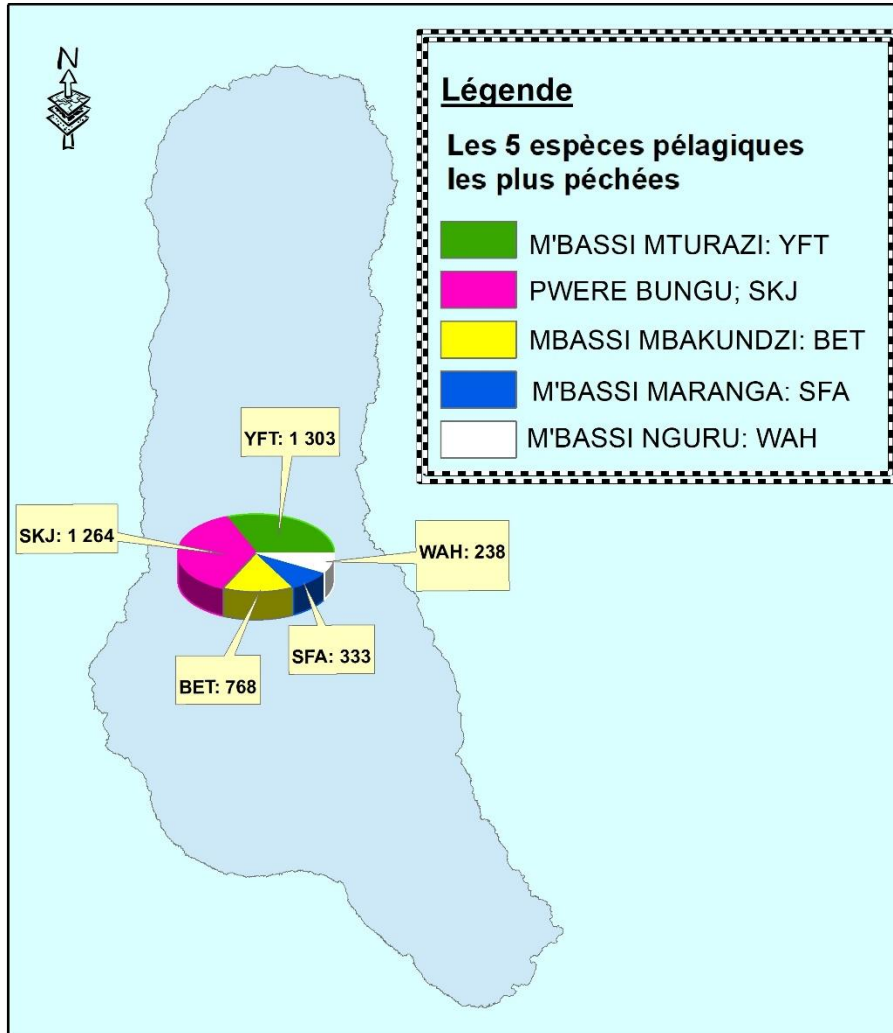 N
Légende
Les 5 espèces pélagiques
les plus péchées
M'BASSI MTURAZI: YFT
PWERE BUNGU; SKJ
MBASSI MBAKUNDZI: BET
M'BASSI MARANGA: SFA
M'BASSI NGURU: WAH
YFT: 1 303
SKJ: 1 264
WAH: 238
SFA: 333
BET: 768